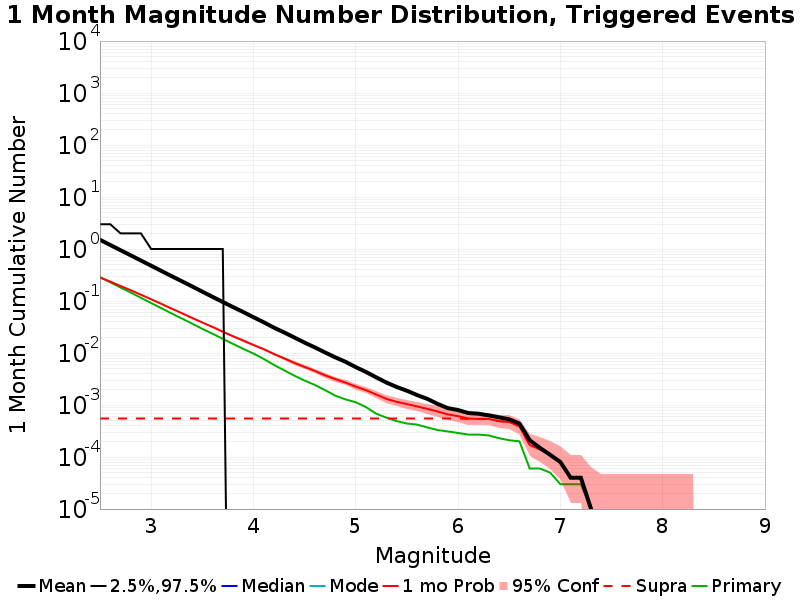 1 Month Magnitude Number Distribution, Triggered Events
10^4
10^3
10^2
10^1
10^0
10^-1
10^-2
10^-3
10^-4
10^-5
1 Month Cumulative Number
3 4 5 6 7 8 9
Magnitude
Mean 2.5%,97.5% Median Mode 1 mo Prob 95% Conf Supra Primary